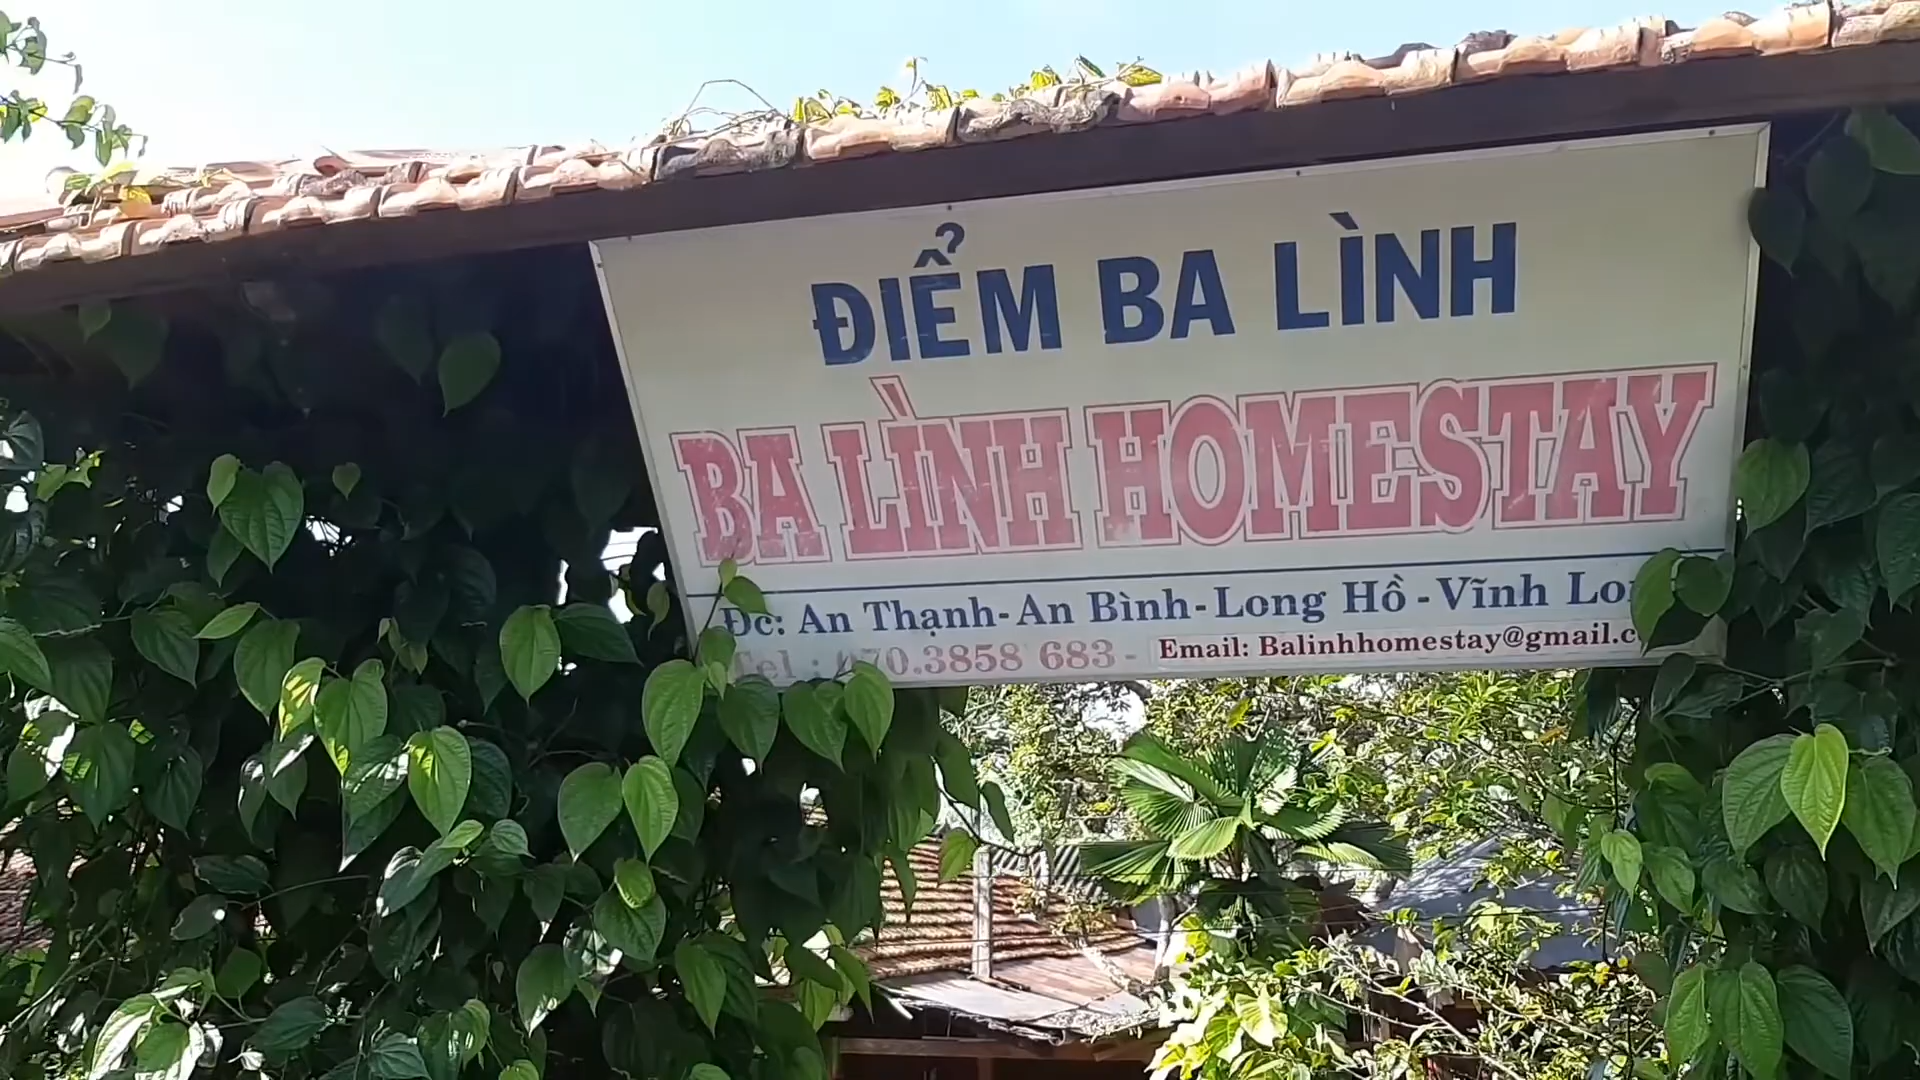 ĐIỂM BA LÌNH
BA LÌNH HOMESTAY
Đc: An Thạnh - An Bình - Long Hồ - Vĩnh
Tel : 070.3858 683 - Email: Balinhhomestay@gmail.c